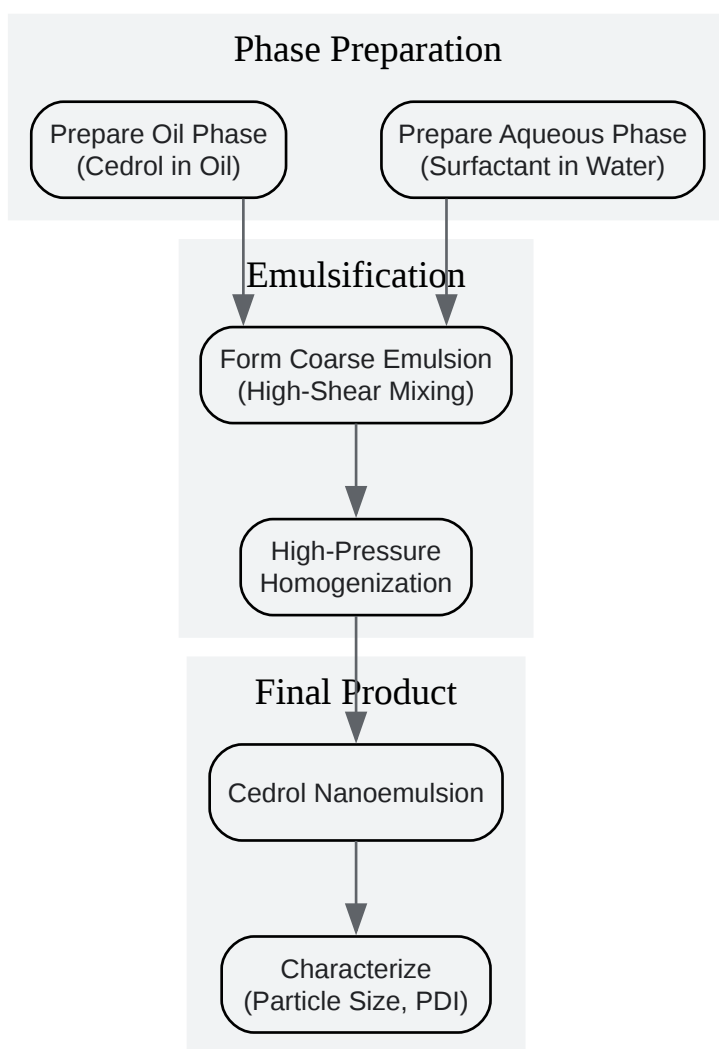 Phase Preparation
Prepare Oil Phase
(Cedrol in Oil)
Prepare Aqueous Phase
(Surfactant in Water)
Emulsification
Form Coarse Emulsion
(High-Shear Mixing)
High-Pressure
Homogenization
Final Product
Cedrol Nanoemulsion
Characterize
(Particle Size, PDI)